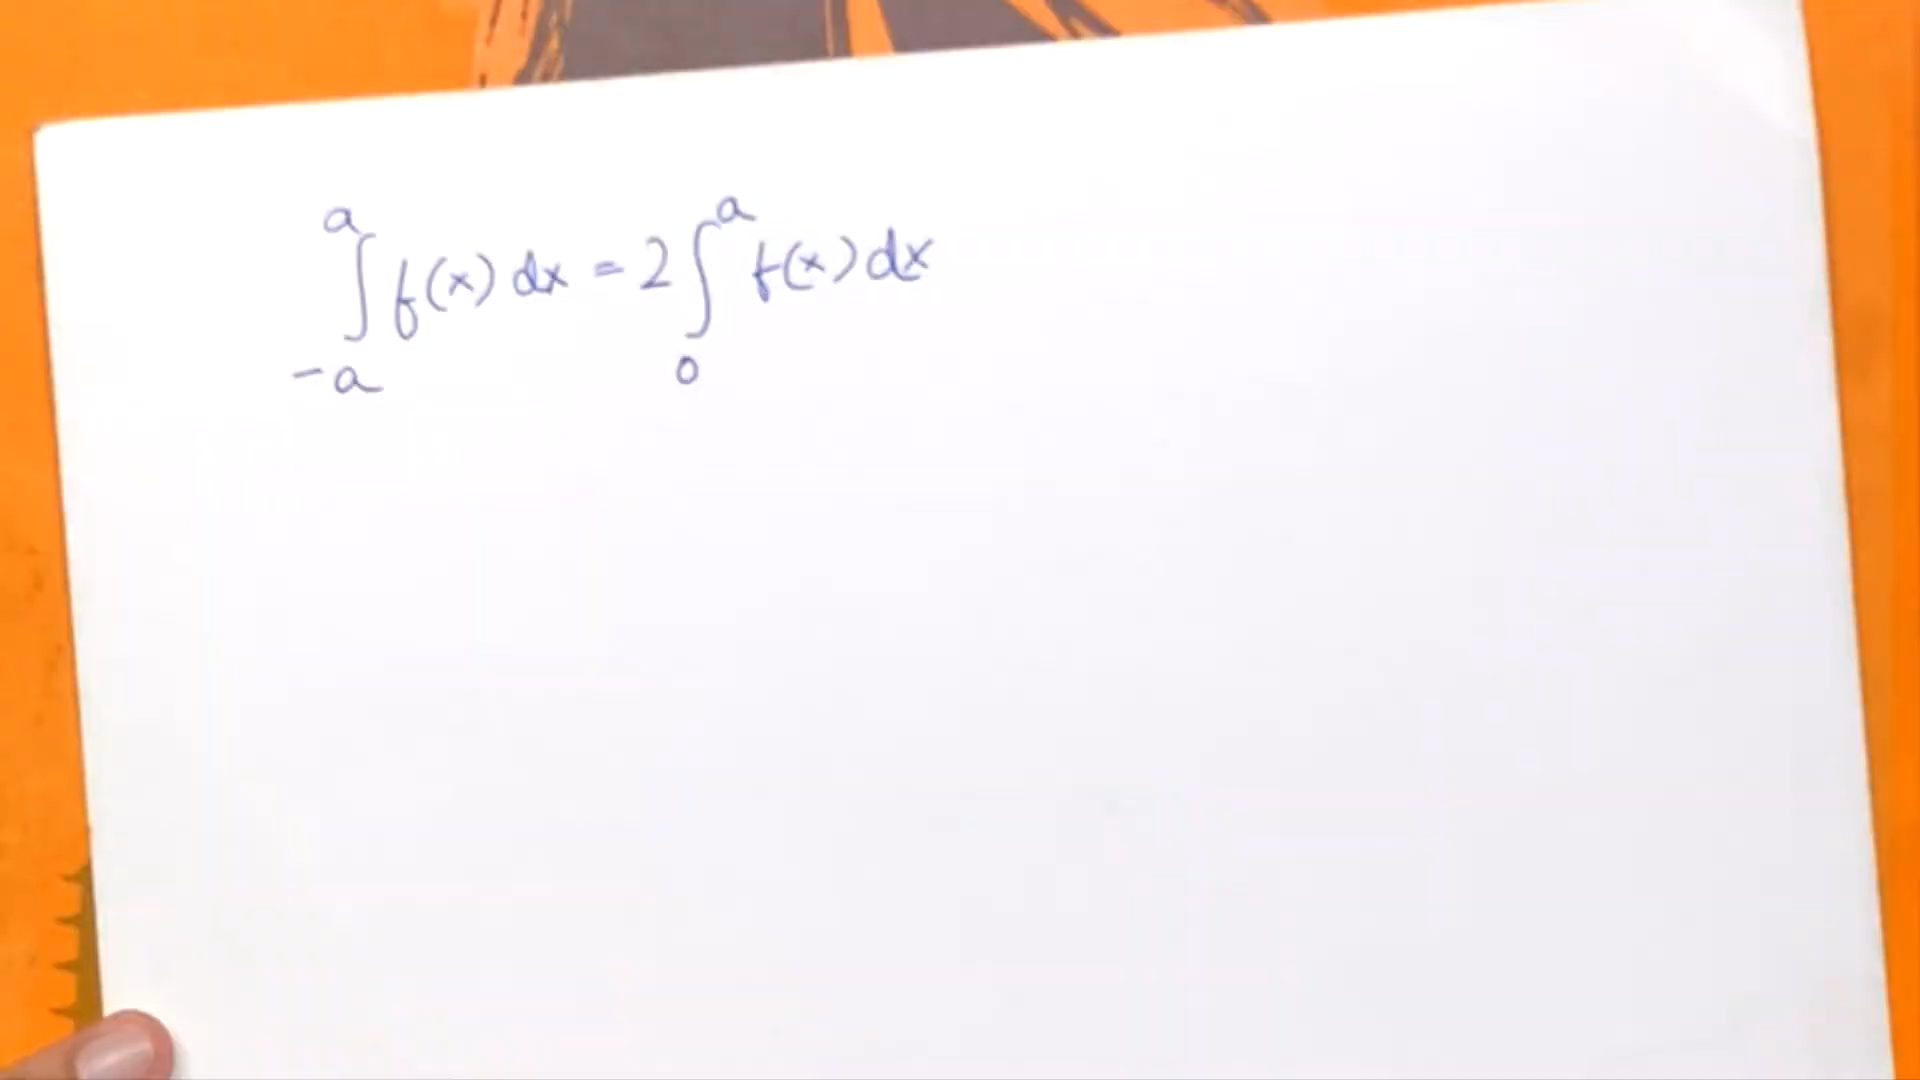 ∫_{-a}^{a} f(x) dx = 2 ∫_{0}^{a} f(x) dx